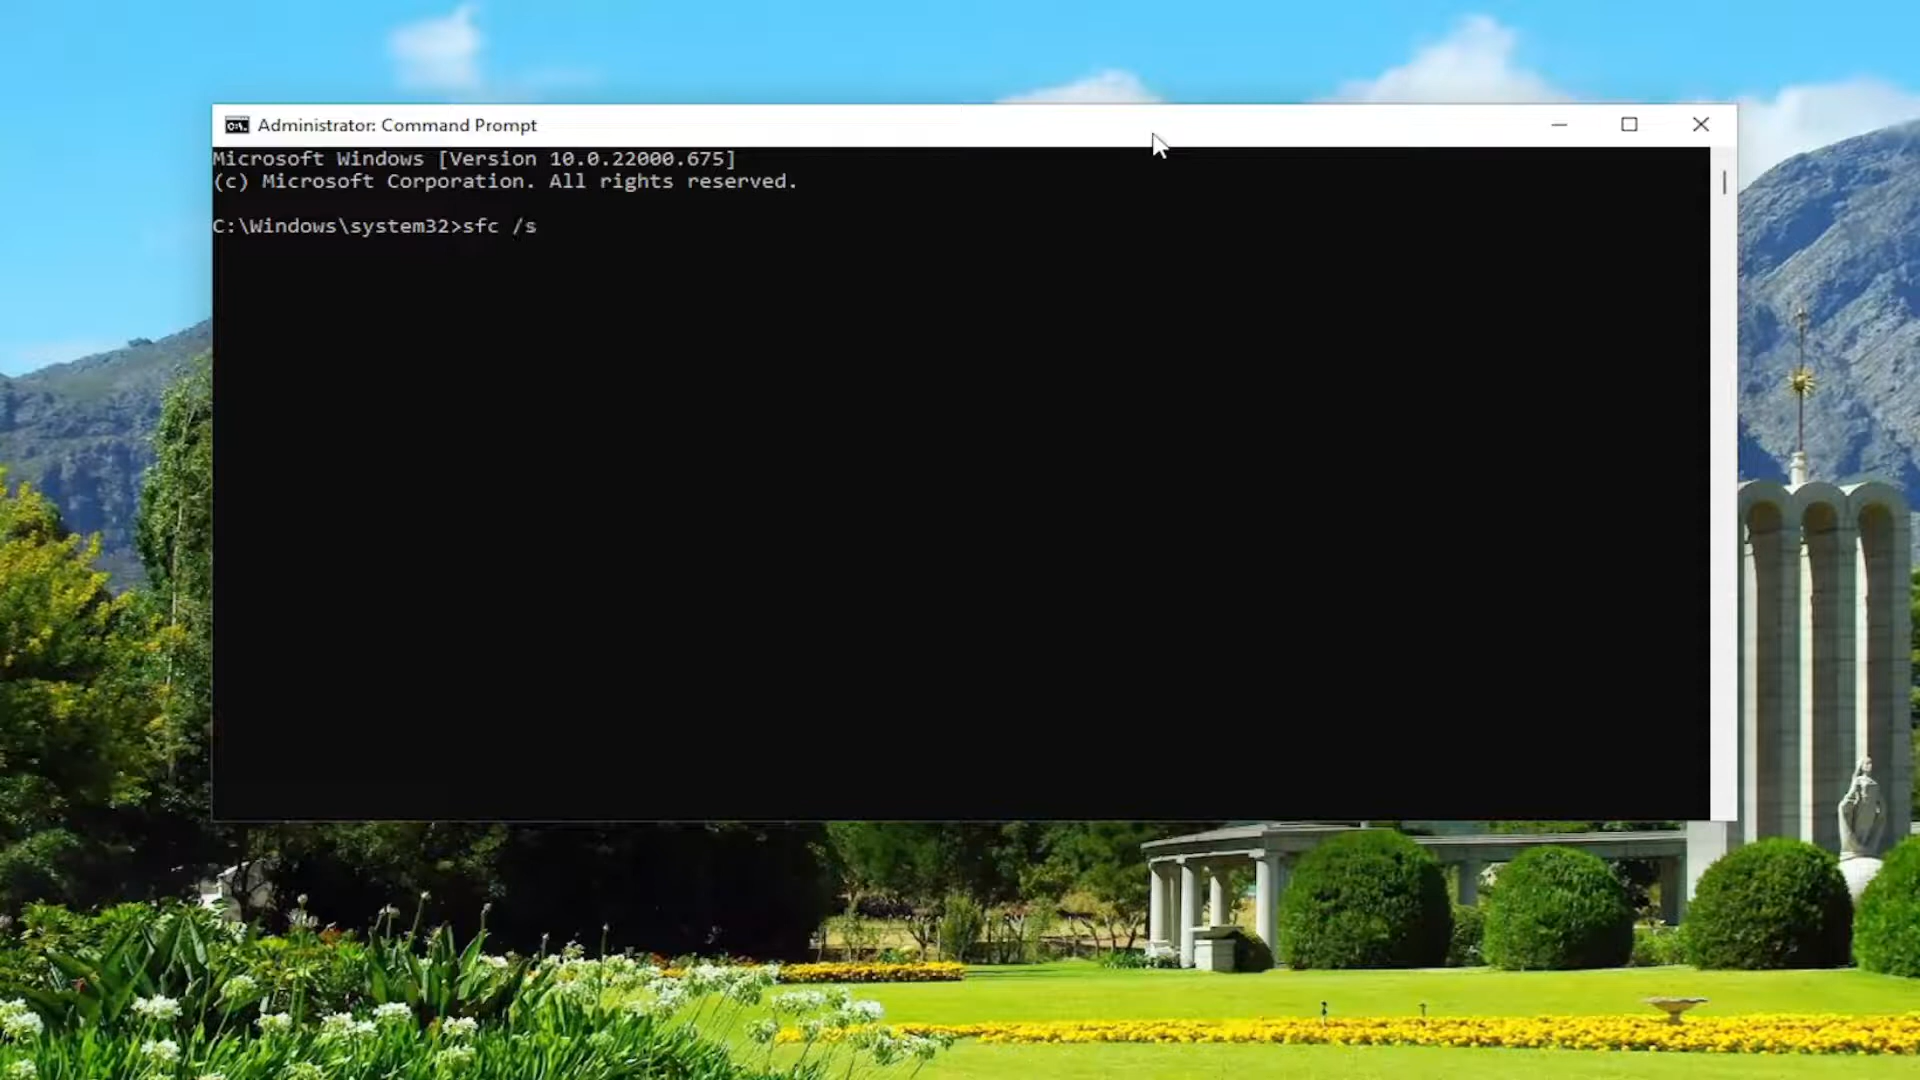 Administrator: Command Prompt
Microsoft Windows [Version 10.0.22000.675]
(c) Microsoft Corporation. All rights reserved.
C:\Windows\system32>sfc /s